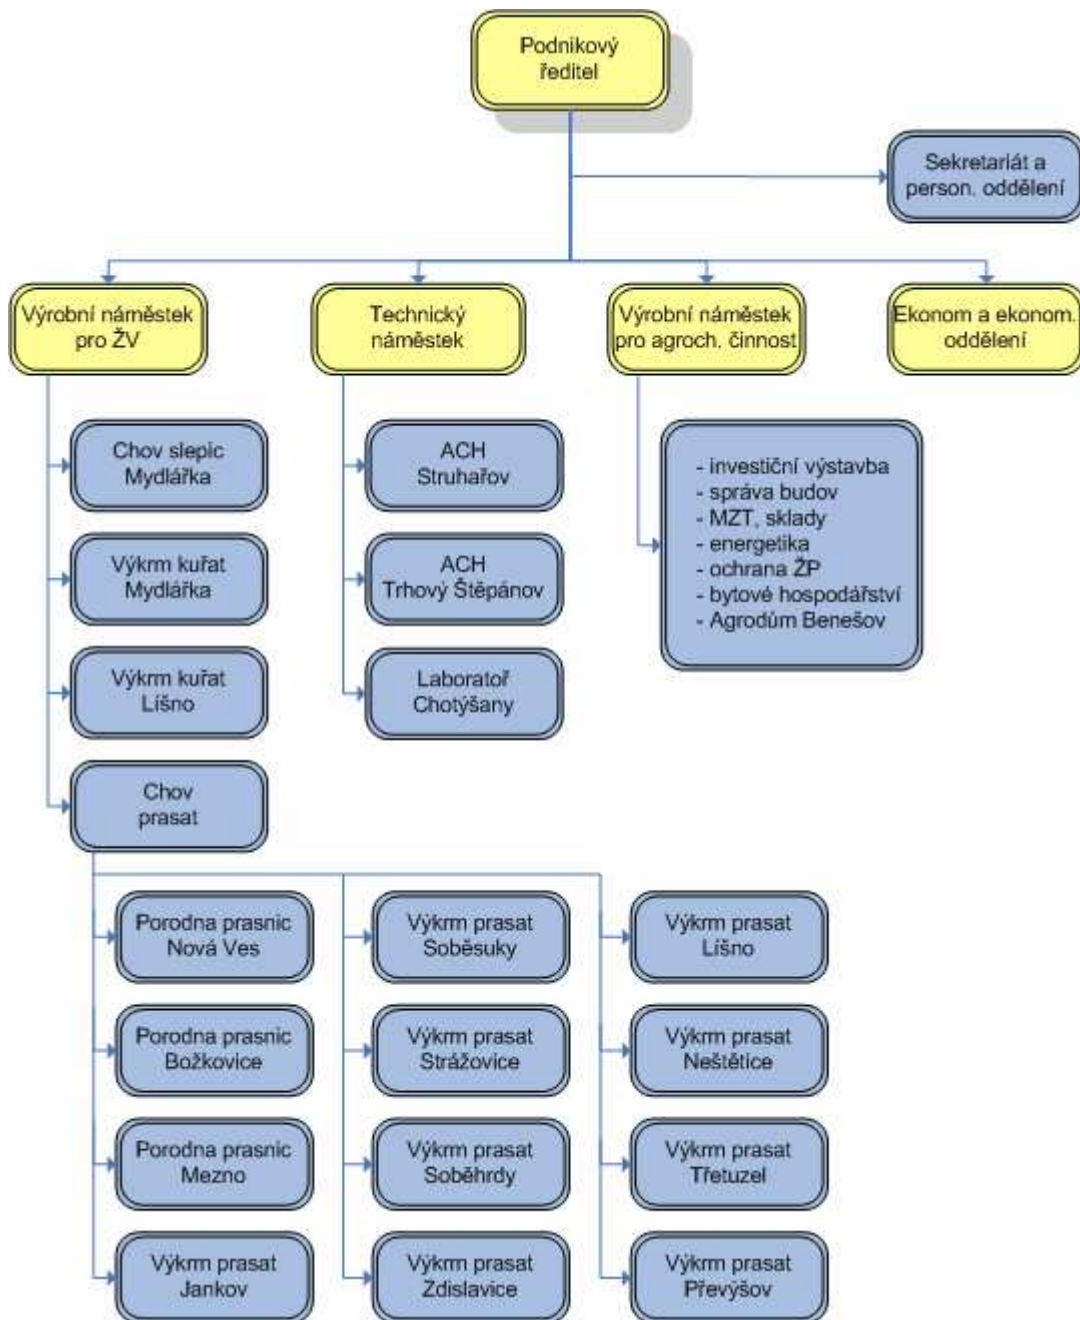 Podnikový
ředitel
Sekretariát a
person. oddělení
Výrobní náměstek
pro ŽV
Technický
náměstek
Výrobní náměstek
pro agroch. činnost
Ekonom a ekonom.
oddělení
Chov slepic
Mydlářka
Výkrm kuřat
Mydlářka
Výkrm kuřat
Líšno
Chov
prasat
ACH
Struhařov
ACH
Trhový Štěpánov
Laboratoř
Chotýšany
- investiční výstavba
- správa budov
- MZT, sklady
- energetika
- ochrana ŽP
- bytové hospodářství
- Agrodům Benešov
Porodna prasnic
Nová Ves
Porodna prasnic
Božkovice
Porodna prasnic
Mezno
Výkrm prasat
Jankov
Výkrm prasat
Soběsuky
Výkrm prasat
Strážovice
Výkrm prasat
Soběhrdy
Výkrm prasat
Zdislavice
Výkrm prasat
Líšno
Výkrm prasat
Neštětice
Výkrm prasat
Třetuzel
Výkrm prasat
Převýšov